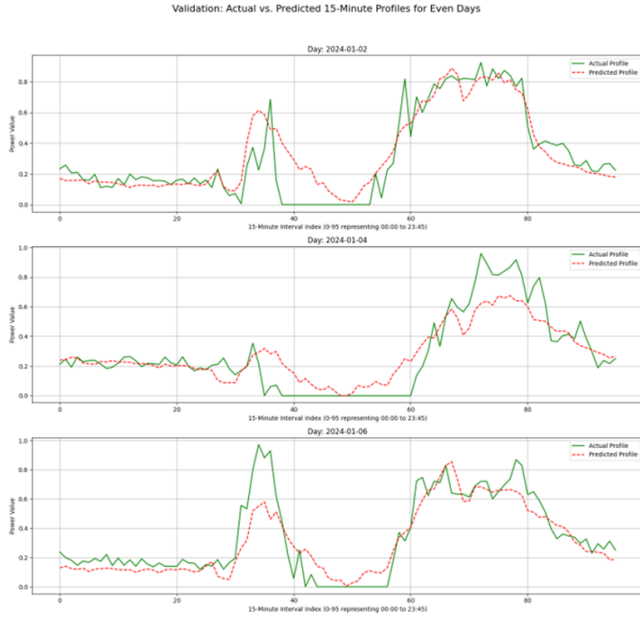 Validation: Actual vs. Predicted 15-Minute Profiles for Even Days
Day: 2024-01-02
Actual Profile
Predicted Profile
Power Value
0.8
0.6
0.4
0.2
0.0
0 20 40 60 80
15-Minute Interval Index (0-95 representing 00:00 to 23:45)
Day: 2024-01-04
Actual Profile
Predicted Profile
Power Value
1.0
0.8
0.6
0.4
0.2
0.0
0 20 40 60 80
15-Minute Interval Index (0-95 representing 00:00 to 23:45)
Day: 2024-01-06
Actual Profile
Predicted Profile
Power Value
1.0
0.8
0.6
0.4
0.2
0.0
0 20 40 60 80
15-Minute Interval Index (0-95 representing 00:00 to 23:45)